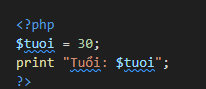 <?php
$tuoi = 30;
print "Tuổi: $tuoi";
?>